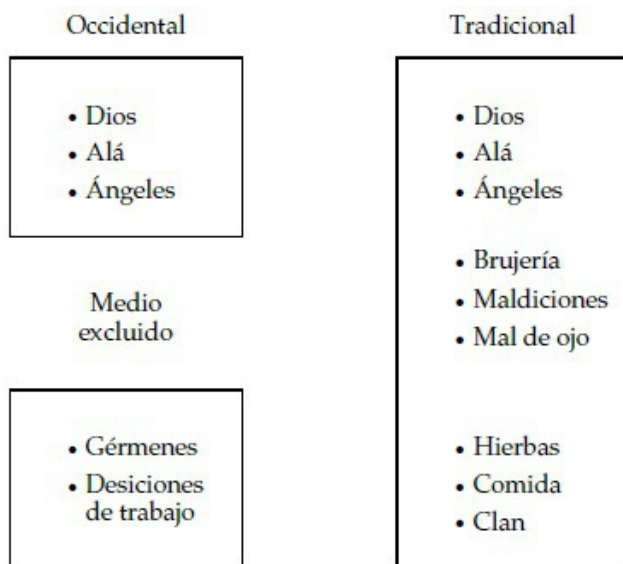 Occidental
• Dios
• Alá
• Ángeles
Medio
excluido
• Gérmenes
• Desiciones
de trabajo
Tradicional
• Dios
• Alá
• Ángeles
• Brujería
• Maldiciones
• Mal de ojo
• Hierbas
• Comida
• Clan